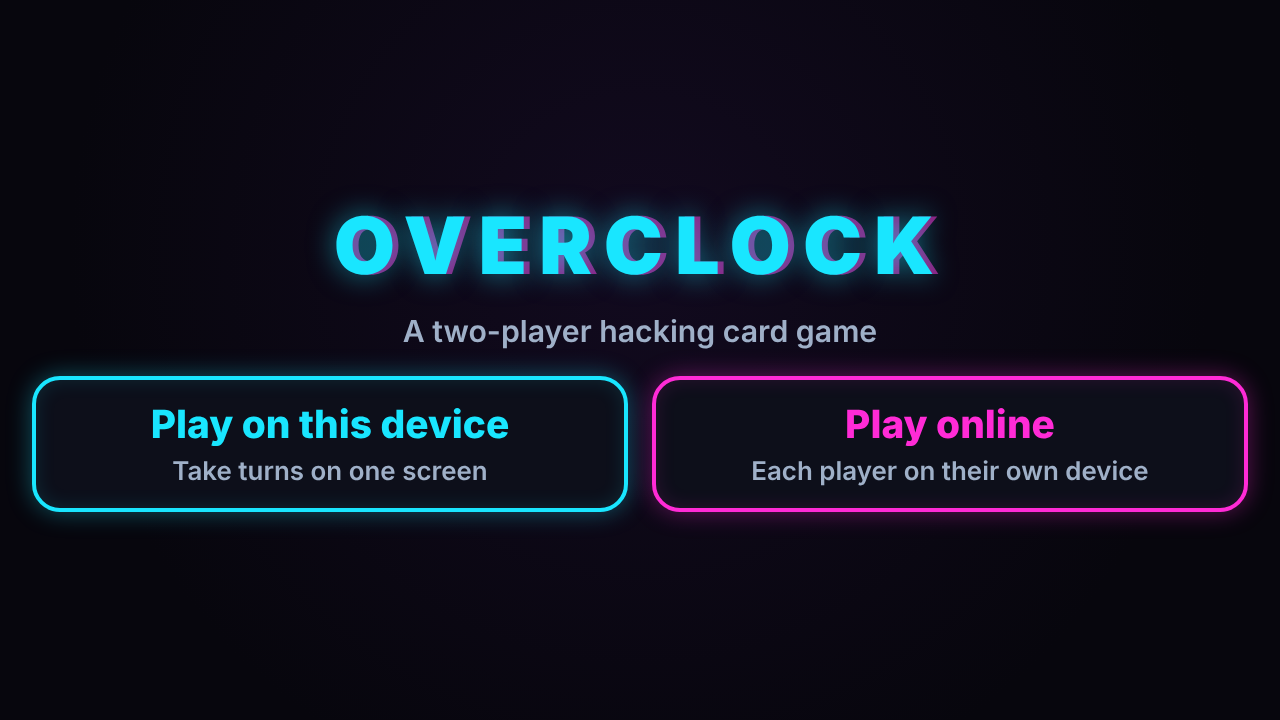 OVERCLOCK
A two-player hacking card game
Play on this device
Take turns on one screen
Play online
Each player on their own device